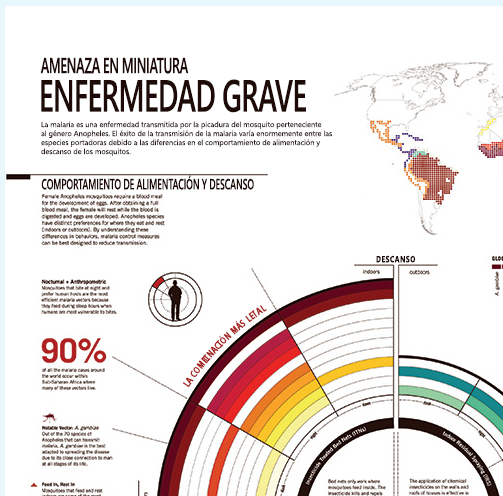 AMENAZA EN MINIATURA
ENFERMEDAD GRAVE
La malaria es una enfermedad transmitida por la picadura del mosquito perteneciente
al género Anopheles. El éxito de la transmisión de la malaria varía enormemente entre las
especies portadoras debido a las diferencias en el comportamiento de alimentación y
descanso de los mosquitos.
COMPORTAMIENTO DE ALIMENTACIÓN Y DESCANSO
Female Anopheles mosquitoes require a blood meal
for the development of eggs. After obtaining a full
blood meal, the female will rest while the blood is
digested and eggs are developed. Anopheles species
have distinct preferences for where they eat and rest
(indoors or outdoors). By understanding these
differences in behaviors, malaria control measures
can be best designed to reduce transmission.
DESCANSO
indoors
outdoors
GLO
A. gambiae
Nocturnal + Anthropometric
Mosquitoes that bite at night and
prefer human foods are the most
efficient malaria vectors because
they feed during sleep hours when
humans are most vulnerable to bites.
LA COMBINACIÓN MÁS LETAL
90%
of all the malaria cases around
the world occur within
Sub-Saharan Africa where
many of these vectors live.
Notable Vector: A. gambiae
Out of the 70 species of
Anopheles that can transmit
malaria, A. gambiae is the best
adapted to spreading the disease
due to its close connection to man
at all stages of its life.
Feed In, Rest In
Mosquitoes that feed and rest
Insecticide Treated Bed Nets (ITNs)
Indoor Residual Spraying (IRS)
Bed nets only work where
mosquitoes feed inside. The
insecticide kills and repels
The application of chemical
insecticides on the walls and
roofs of houses is effective in